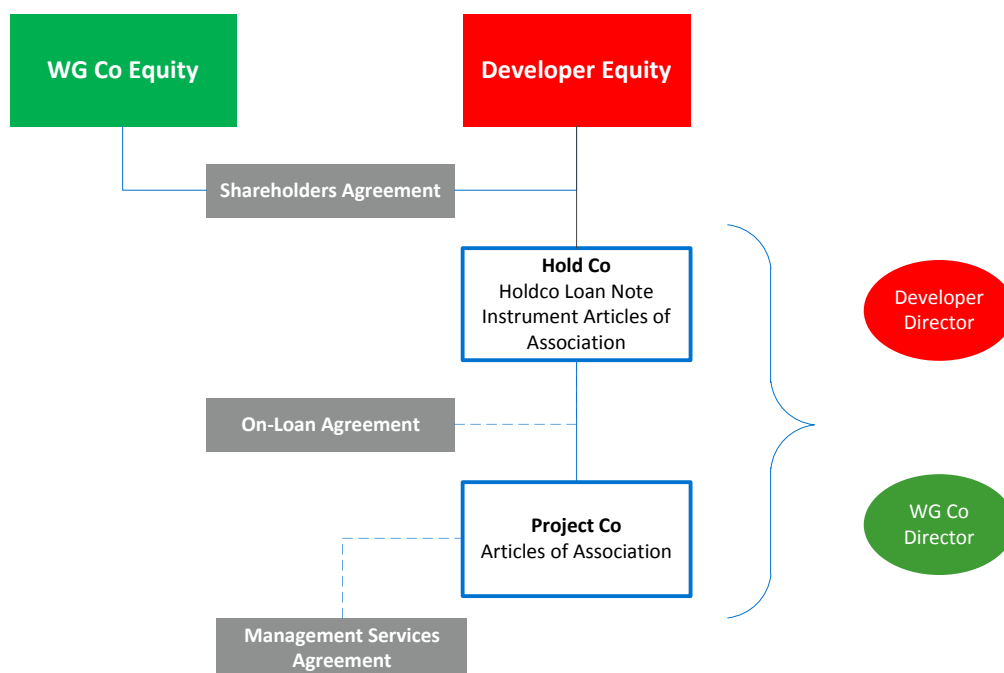 WG Co Equity
Developer Equity
Shareholders Agreement
Hold Co
Holdco Loan Note
Instrument Articles of
Association
Developer
Director
On-Loan Agreement
Project Co
Articles of Association
WG Co
Director
Management Services
Agreement